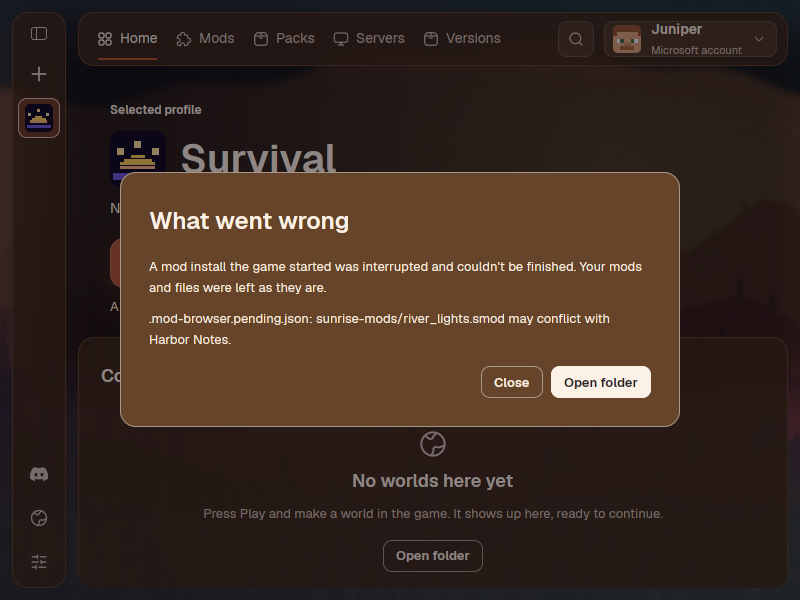 Home
Mods
Packs
Servers
Versions
Juniper
Microsoft account
Selected profile
Survival
What went wrong
A mod install the game started was interrupted and couldn't be finished. Your mods
and files were left as they are.
.mod-browser.pending.json: sunrise-mods/river_lights.smod may conflict with
Harbor Notes.
Close
Open folder
No worlds here yet
Press Play and make a world in the game. It shows up here, ready to continue.
Open folder